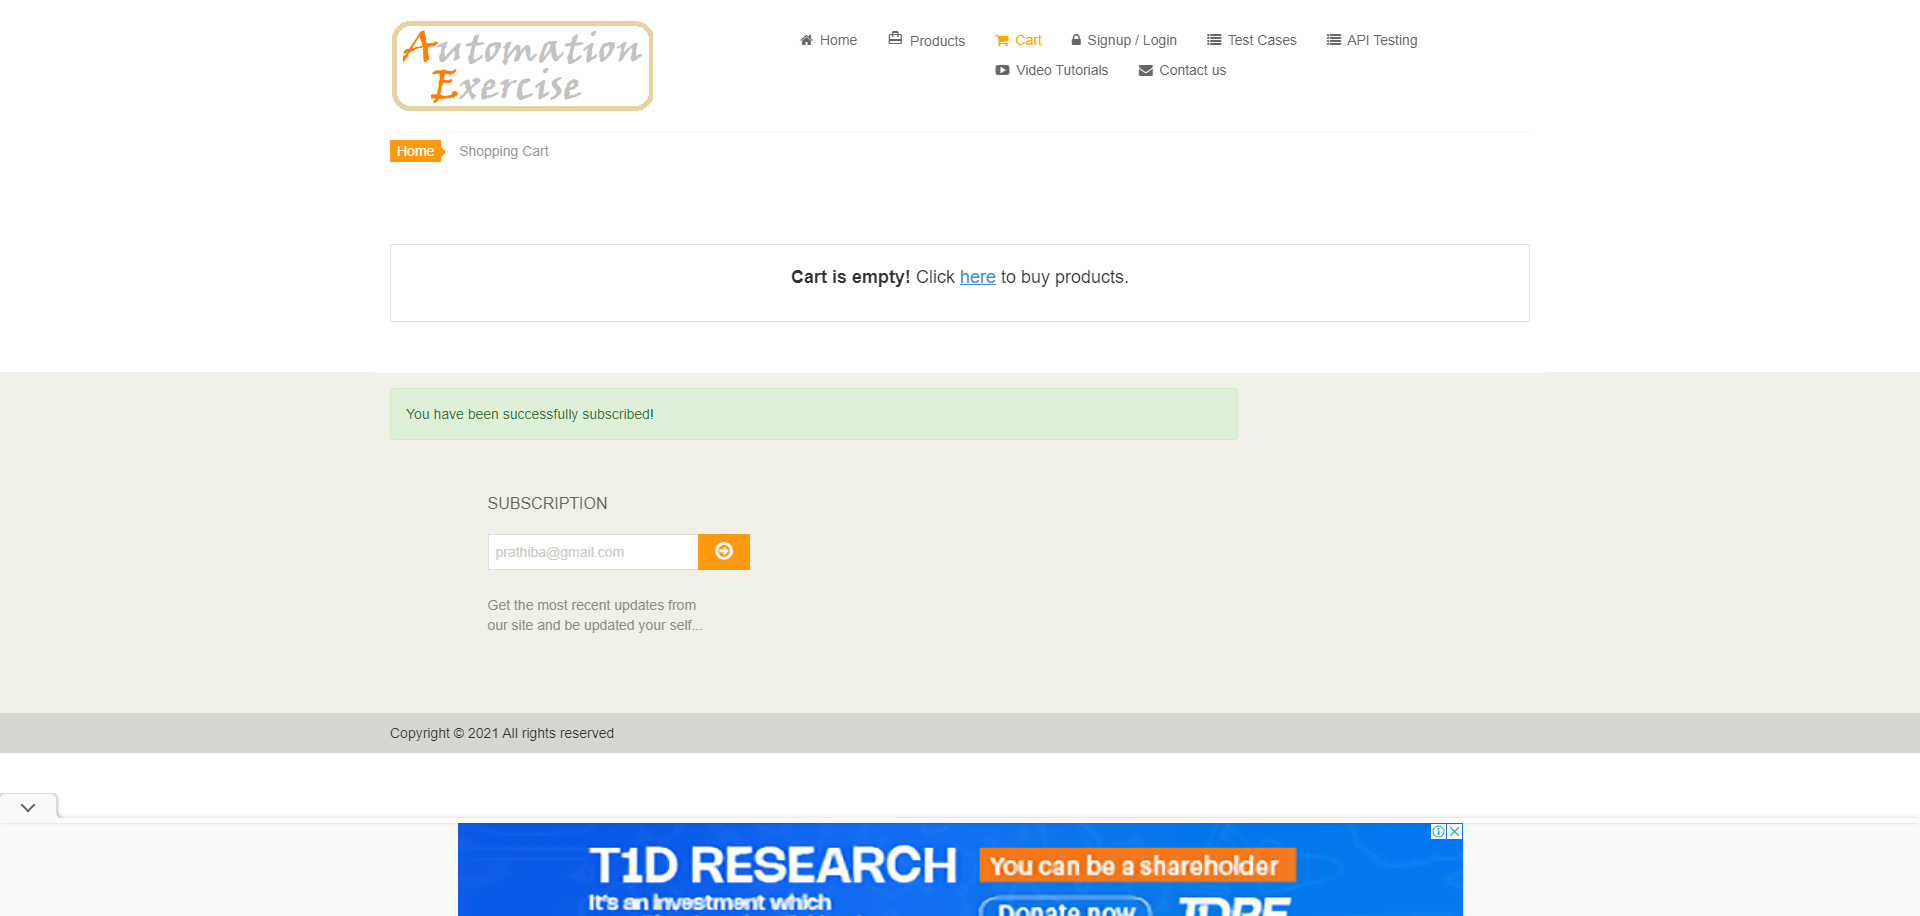 Automation
Exercise
Home Products Cart Signup / Login Test Cases API Testing
Video Tutorials Contact us
Home Shopping Cart
Cart is empty! Click here to buy products.
You have been successfully subscribed!
SUBSCRIPTION
prathiba@gmail.com
Get the most recent updates from
our site and be updated your self...
Copyright © 2021 All rights reserved
T1D RESEARCH
You can be a shareholder
It's an investment which
Donate now